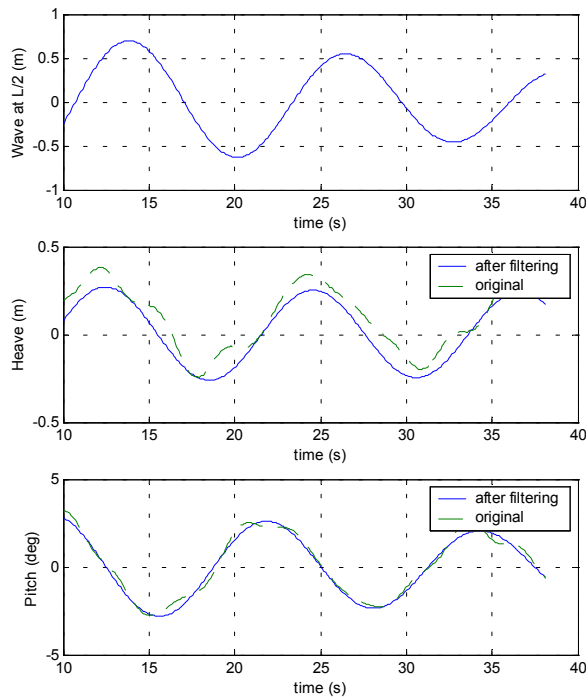 1
0.5
0
-0.5
-1
Wave at L/2 (m)
10 15 20 25 30 35 40
time (s)
0.5
0
-0.5
Heave (m)
after filtering
original
10 15 20 25 30 35 40
time (s)
5
0
-5
Pitch (deg)
after filtering
original
10 15 20 25 30 35 40
time (s)